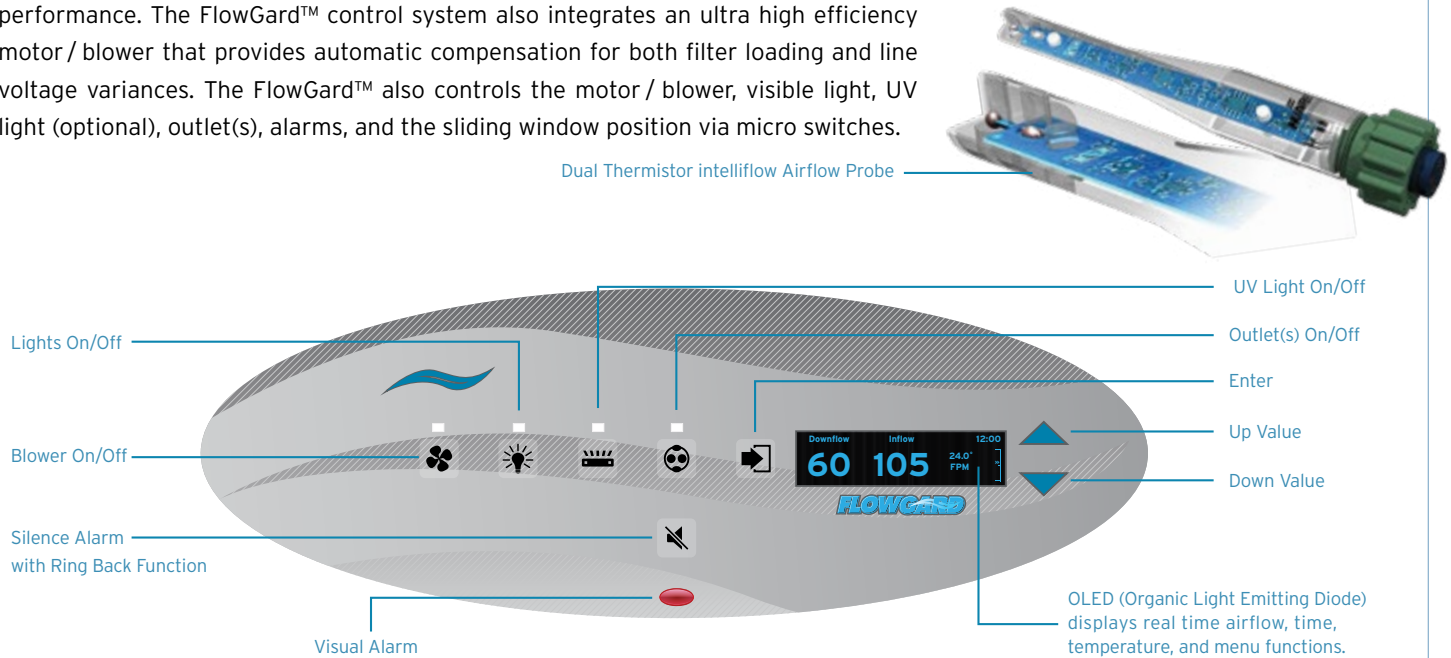 performance. The FlowGard™ control system also integrates an ultra high efficiency
motor / blower that provides automatic compensation for both filter loading and line
voltage variances. The FlowGard™ also controls the motor / blower, visible light, UV
light (optional), outlet(s), alarms, and the sliding window position via micro switches.
Dual Thermistor intelliflow Airflow Probe
UV Light On/Off
Lights On/Off
Outlet(s) On/Off
Enter
Blower On/Off
Up Value
Down Value
Downflow Inflow 12:00
60 105 24.0°
FPM
FLOWGARD
Silence Alarm
with Ring Back Function
Visual Alarm
OLED (Organic Light Emitting Diode)
displays real time airflow, time,
temperature, and menu functions.